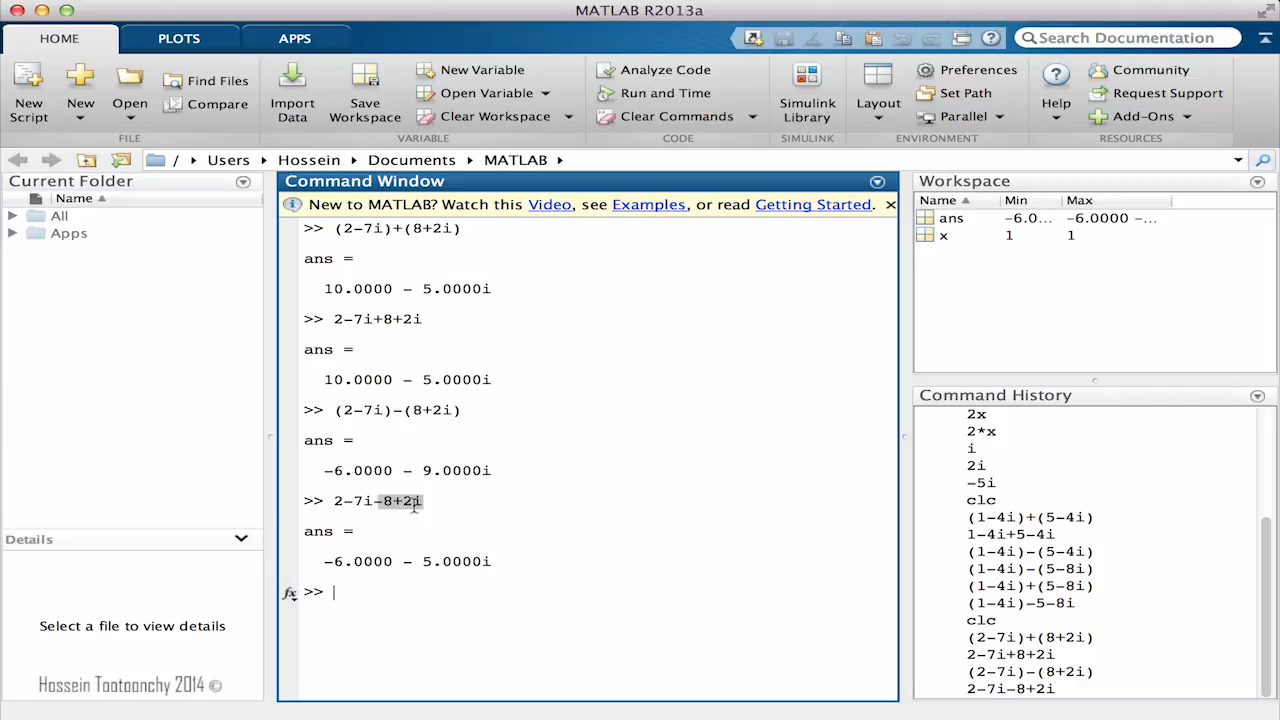 MATLAB R2013a
HOME PLOTS APPS
Search Documentation
New Script
New
Open
Find Files
Compare
FILE
Import Data
Save Workspace
New Variable
Open Variable
Clear Workspace
VARIABLE
Analyze Code
Run and Time
Clear Commands
CODE
Simulink Library
SIMULINK
Layout
Preferences
Set Path
Parallel
ENVIRONMENT
Help
Community
Request Support
Add-Ons
RESOURCES
/ Users Hossein Documents MATLAB
Current Folder
Name
All
Apps
Details
Select a file to view details
Hossein Tootoonchy 2014 ©
Command Window
New to MATLAB? Watch this Video, see Examples, or read Getting Started.
>> (2-7i)+(8+2i)
ans =
10.0000 - 5.0000i
>> 2-7i+8+2i
ans =
10.0000 - 5.0000i
>> (2-7i)-(8+2i)
ans =
-6.0000 - 9.0000i
>> 2-7i-8+2i
ans =
-6.0000 - 5.0000i
fx >>
Workspace
Name Min Max
ans -6.0... -6.0000 -...
x 1 1
Command History
2x
2*x
i
2i
-5i
clc
(1-4i)+(5-4i)
1-4i+5-4i
(1-4i)-(5-4i)
(1-4i)-(5-8i)
(1-4i)+(5-8i)
(1-4i)-5-8i
clc
(2-7i)+(8+2i)
2-7i+8+2i
(2-7i)-(8+2i)
2-7i-8+2i